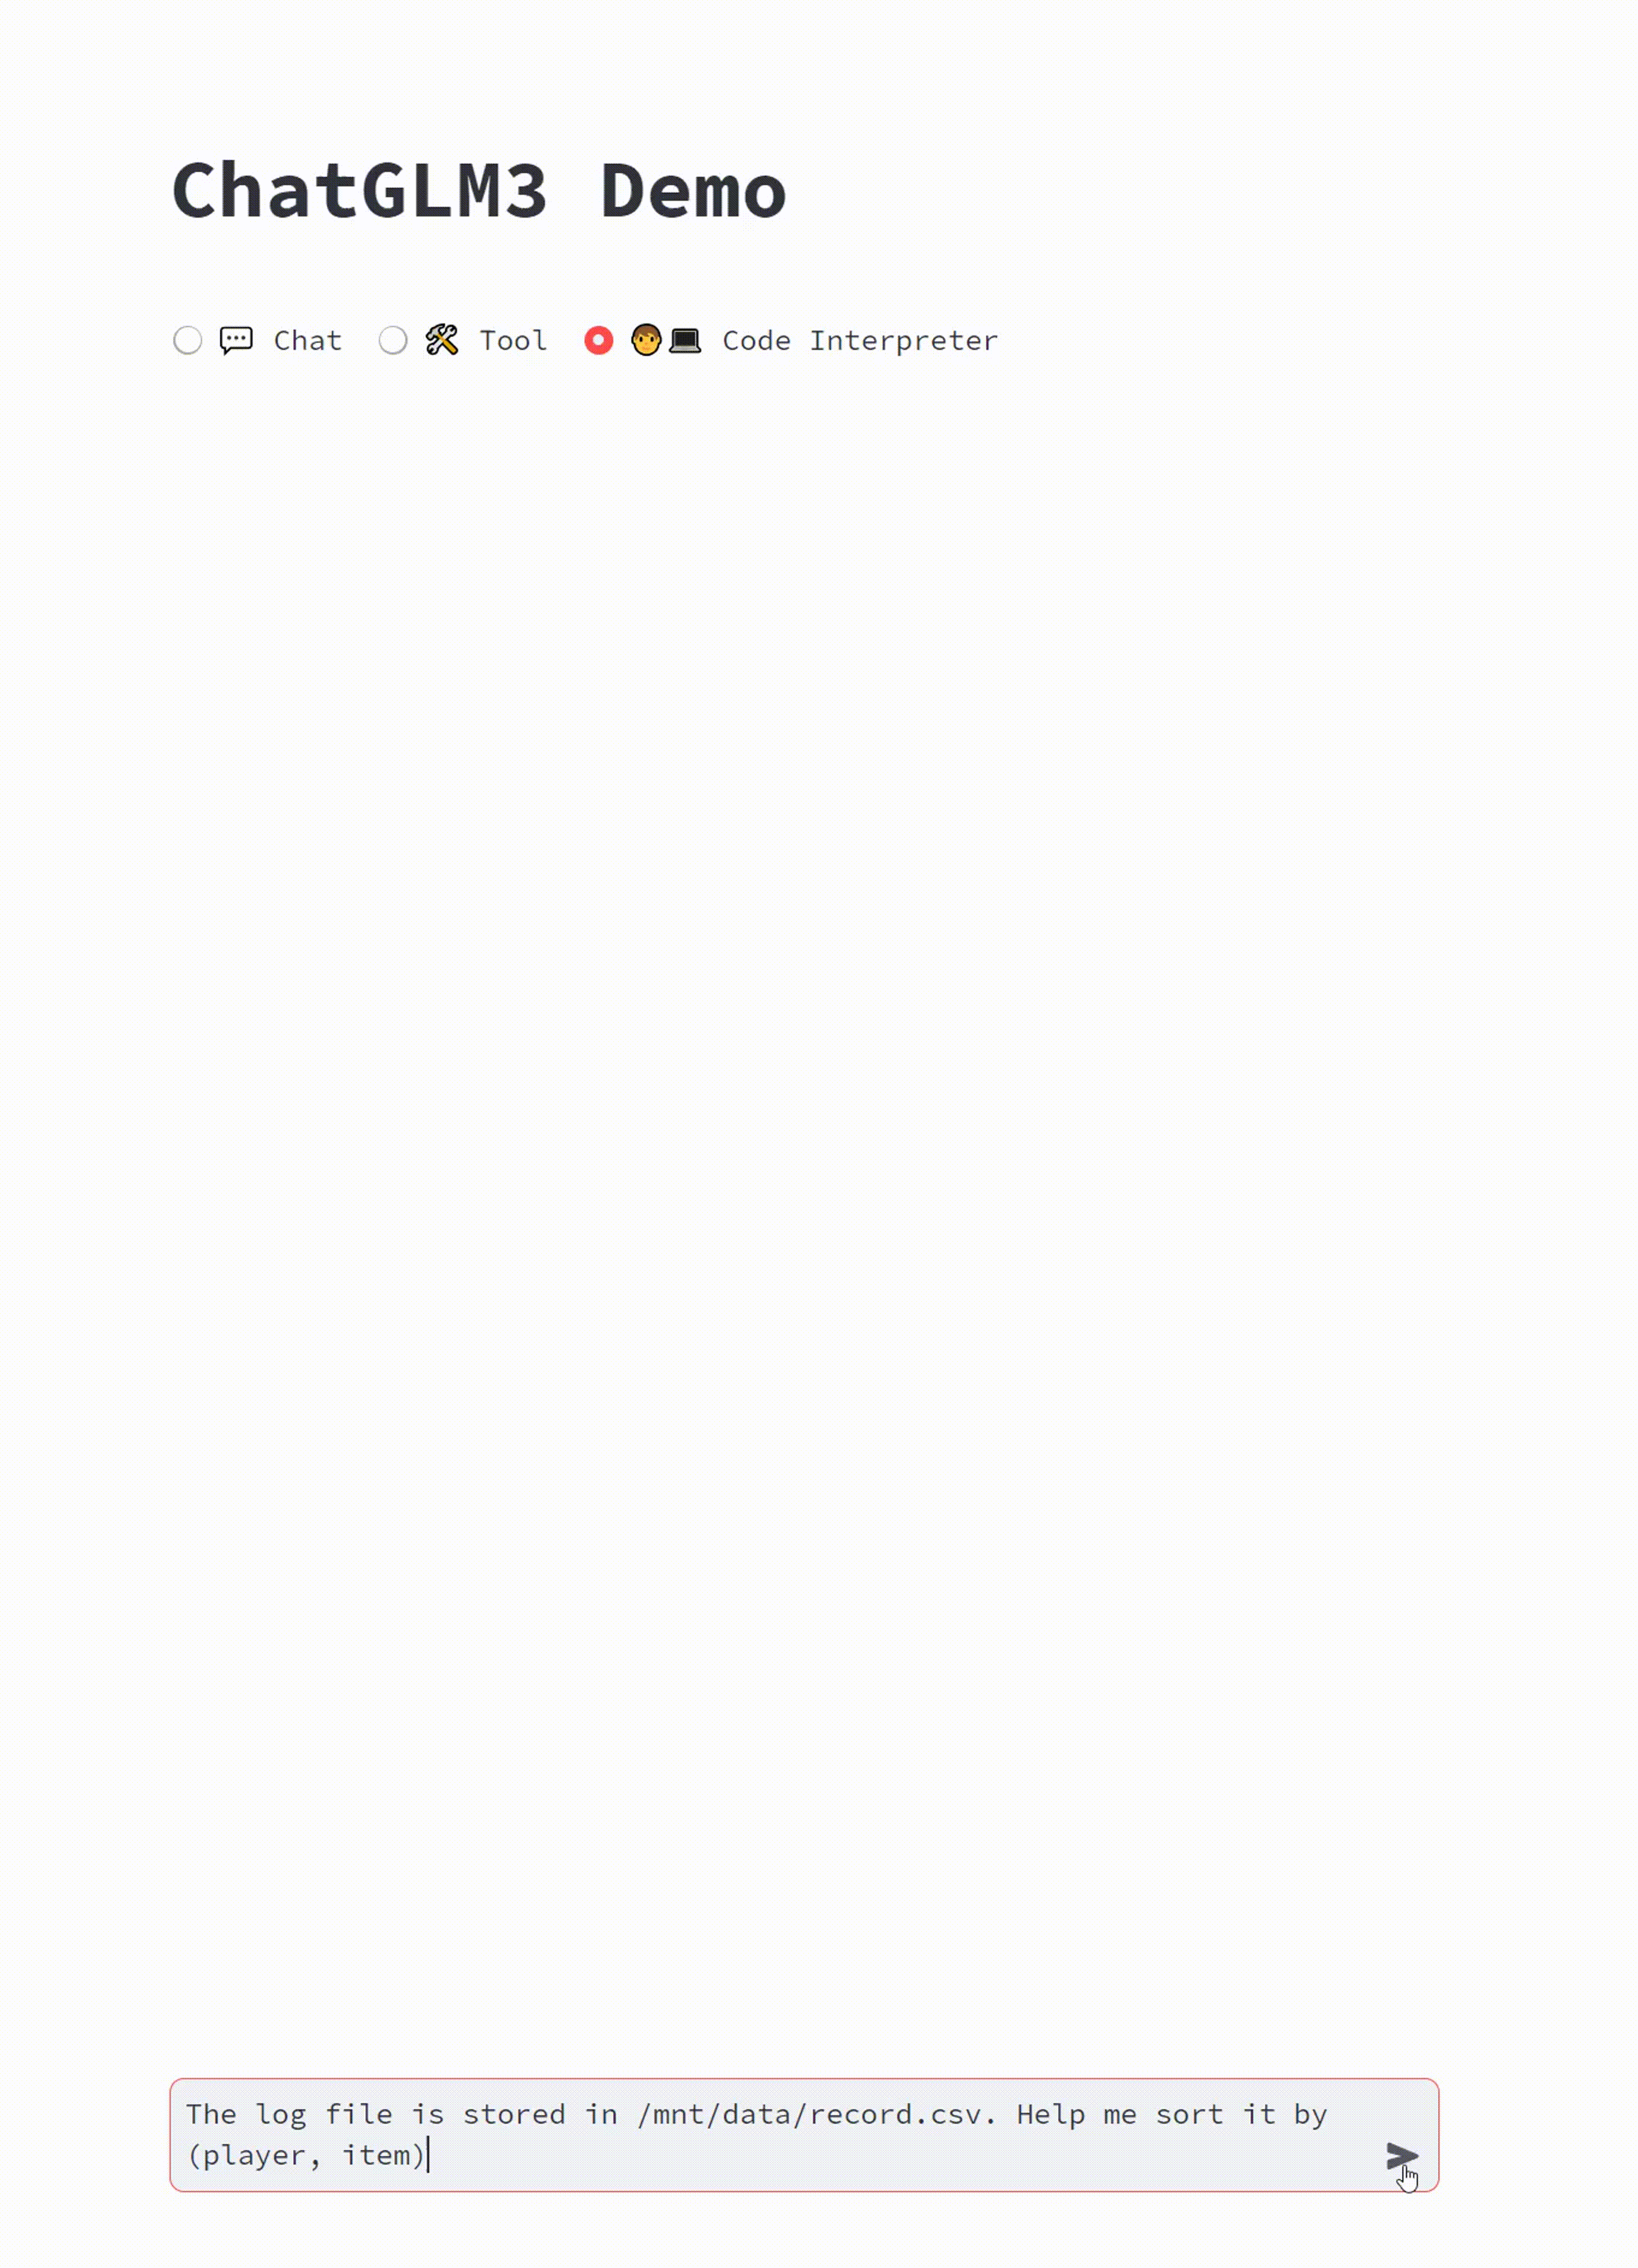 ChatGLM3 Demo
Chat Tool Code Interpreter
The log file is stored in /mnt/data/record.csv. Help me sort it by
(player, item)